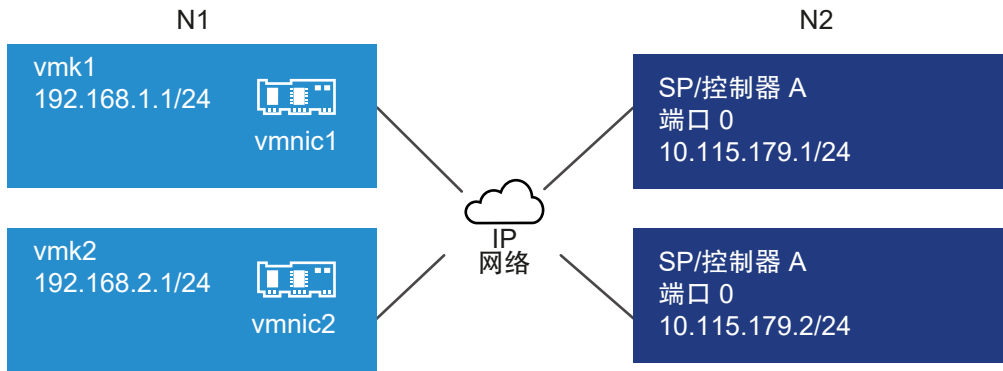 N1
N2
vmk1
192.168.1.1/24
vmnic1
SP/控制器 A
端口 0
10.115.179.1/24
IP
网络
vmk2
192.168.2.1/24
vmnic2
SP/控制器 A
端口 0
10.115.179.2/24